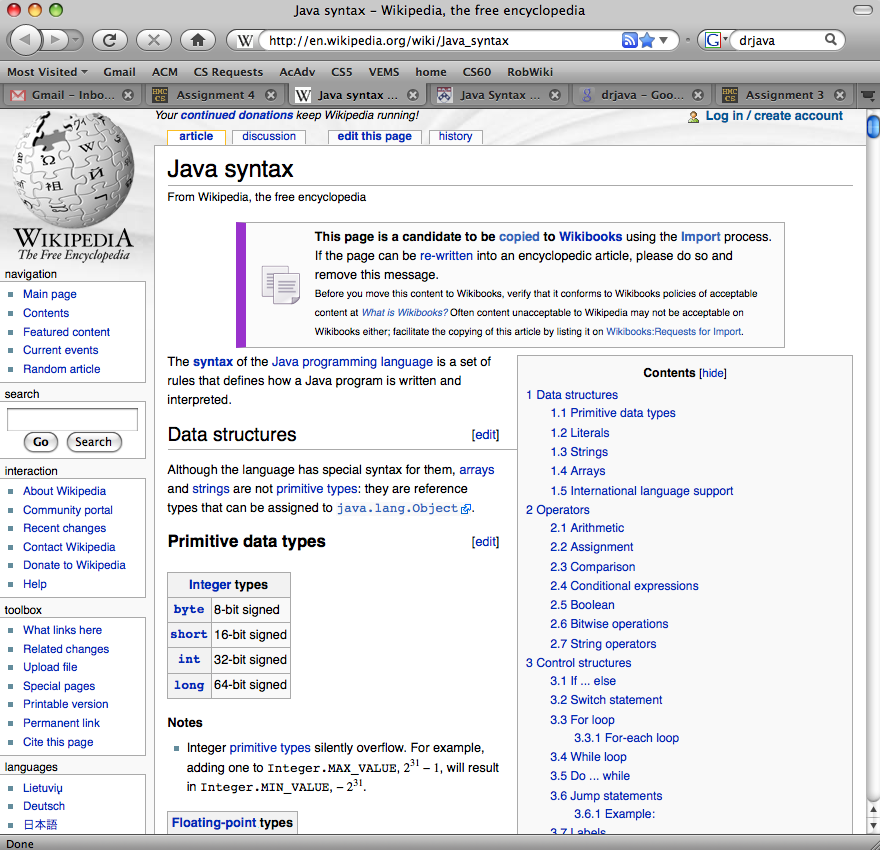 Java syntax – Wikipedia, the free encyclopedia
http://en.wikipedia.org/wiki/Java_syntax
drjava
Most Visited Gmail ACM CS Requests AcAdv CS5 VEMS home CS60 RobWiki
Gmail – Inbo... Assignment 4 Java syntax ... Java Syntax ... drjava – Goo... Assignment 3
Your continued donations keep Wikipedia running!
Log in / create account
article discussion edit this page history
WIKIPEDIA
The Free Encyclopedia
navigation
Main page
Contents
Featured content
Current events
Random article
search
Go Search
interaction
About Wikipedia
Community portal
Recent changes
Contact Wikipedia
Donate to Wikipedia
Help
toolbox
What links here
Related changes
Upload file
Special pages
Printable version
Permanent link
Cite this page
languages
Lietuvių
Deutsch
日本語
Java syntax
From Wikipedia, the free encyclopedia
This page is a candidate to be copied to Wikibooks using the Import process.
If the page can be re-written into an encyclopedic article, please do so and
remove this message.
Before you move this content to Wikibooks, verify that it conforms to Wikibooks policies of acceptable
content at What is Wikibooks? Often content unacceptable to Wikipedia may not be acceptable on
Wikibooks either; facilitate the copying of this article by listing it on Wikibooks:Requests for Import.
The syntax of the Java programming language is a set of
rules that defines how a Java program is written and
interpreted.
Data structures [edit]
Although the language has special syntax for them, arrays
and strings are not primitive types: they are reference
types that can be assigned to java.lang.Object.
Primitive data types [edit]
Integer types
byte 8-bit signed
short 16-bit signed
int 32-bit signed
long 64-bit signed
Notes
Integer primitive types silently overflow. For example,
adding one to Integer.MAX_VALUE, 2³¹ − 1, will result
in Integer.MIN_VALUE, − 2³¹.
Floating-point types
Contents [hide]
1 Data structures
1.1 Primitive data types
1.2 Literals
1.3 Strings
1.4 Arrays
1.5 International language support
2 Operators
2.1 Arithmetic
2.2 Assignment
2.3 Comparison
2.4 Conditional expressions
2.5 Boolean
2.6 Bitwise operations
2.7 String operators
3 Control structures
3.1 If ... else
3.2 Switch statement
3.3 For loop
3.3.1 For-each loop
3.4 While loop
3.5 Do ... while
3.6 Jump statements
3.6.1 Example:
3.7 Labels
Done